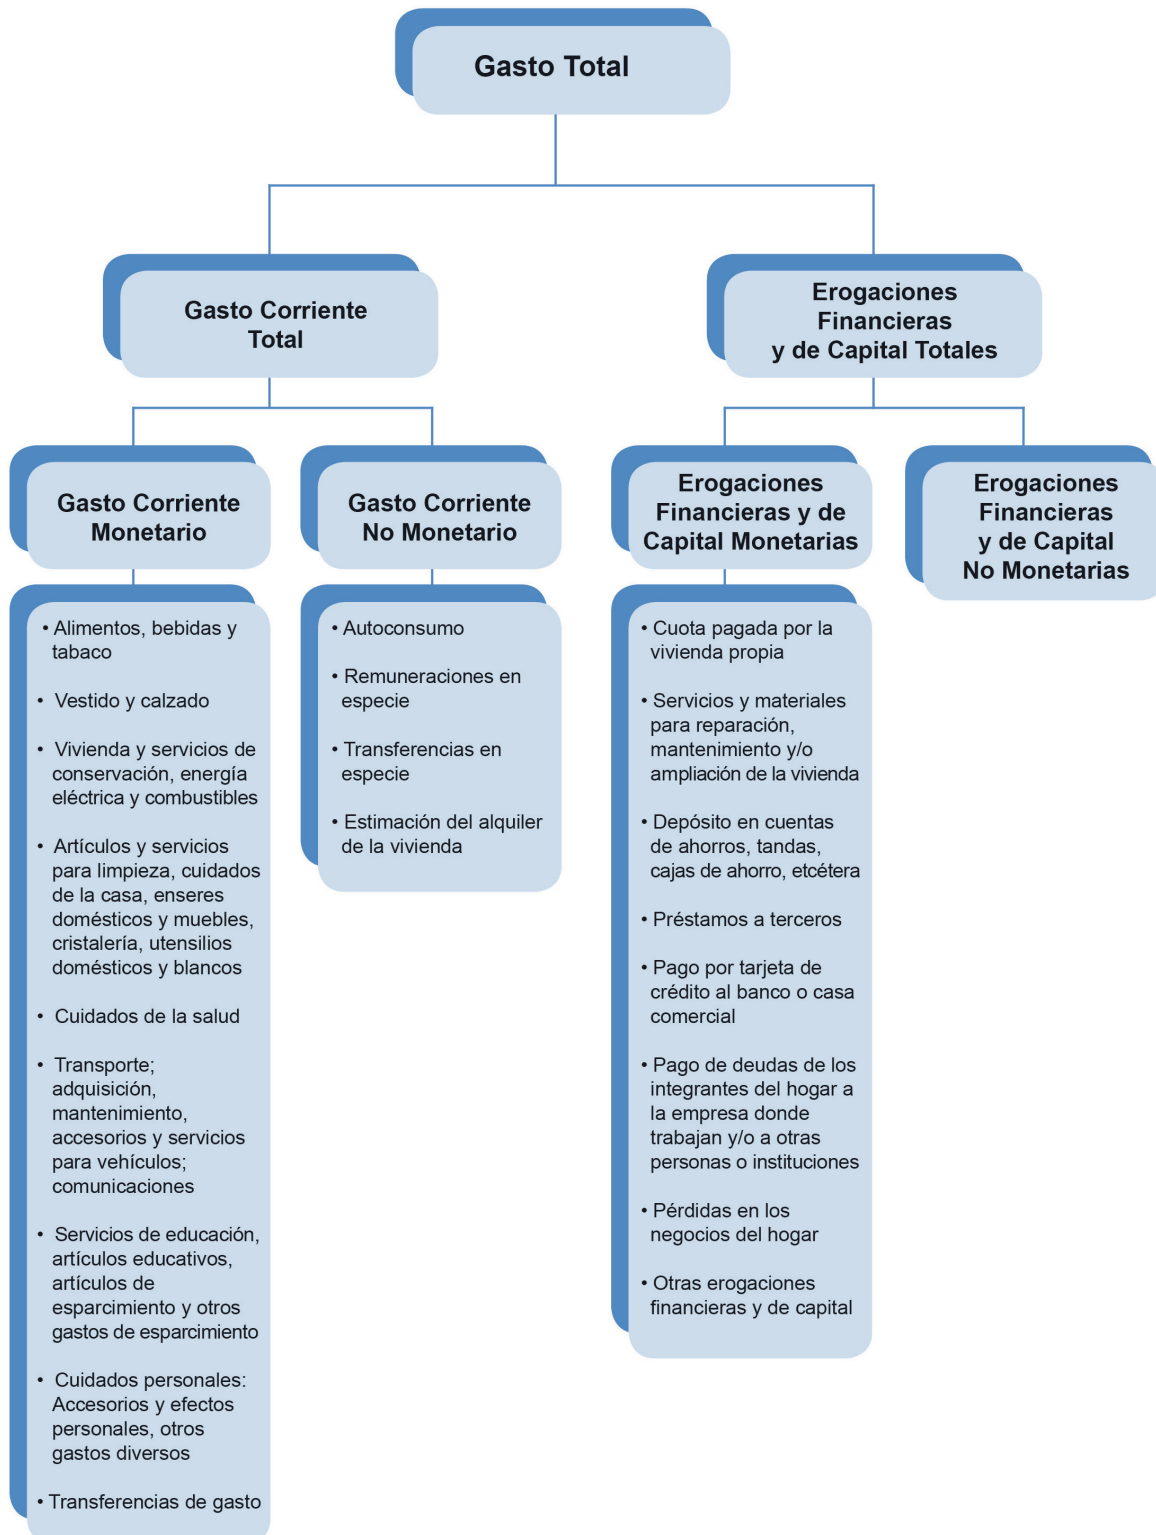 Gasto Total
Gasto Corriente
Total
Erogaciones
Financieras
y de Capital Totales
Gasto Corriente
Monetario
Gasto Corriente
No Monetario
Erogaciones
Financieras y de
Capital Monetarias
Erogaciones
Financieras
y de Capital
No Monetarias
• Alimentos, bebidas y
tabaco
• Vestido y calzado
• Vivienda y servicios de
conservación, energía
eléctrica y combustibles
• Artículos y servicios
para limpieza, cuidados
de la casa, enseres
domésticos y muebles,
cristalería, utensilios
domésticos y blancos
• Cuidados de la salud
• Transporte;
adquisición,
mantenimiento,
accesorios y servicios
para vehículos;
comunicaciones
• Servicios de educación,
artículos educativos,
artículos de
esparcimiento y otros
gastos de esparcimiento
• Cuidados personales:
Accesorios y efectos
personales, otros
gastos diversos
• Transferencias de gasto
• Autoconsumo
• Remuneraciones en
especie
• Transferencias en
especie
• Estimación del alquiler
de la vivienda
• Cuota pagada por la
vivienda propia
• Servicios y materiales
para reparación,
mantenimiento y/o
ampliación de la vivienda
• Depósito en cuentas
de ahorros, tandas,
cajas de ahorro, etcétera
• Préstamos a terceros
• Pago por tarjeta de
crédito al banco o casa
comercial
• Pago de deudas de los
integrantes del hogar a
la empresa donde
trabajan y/o a otras
personas o instituciones
• Pérdidas en los
negocios del hogar
• Otras erogaciones
financieras y de capital